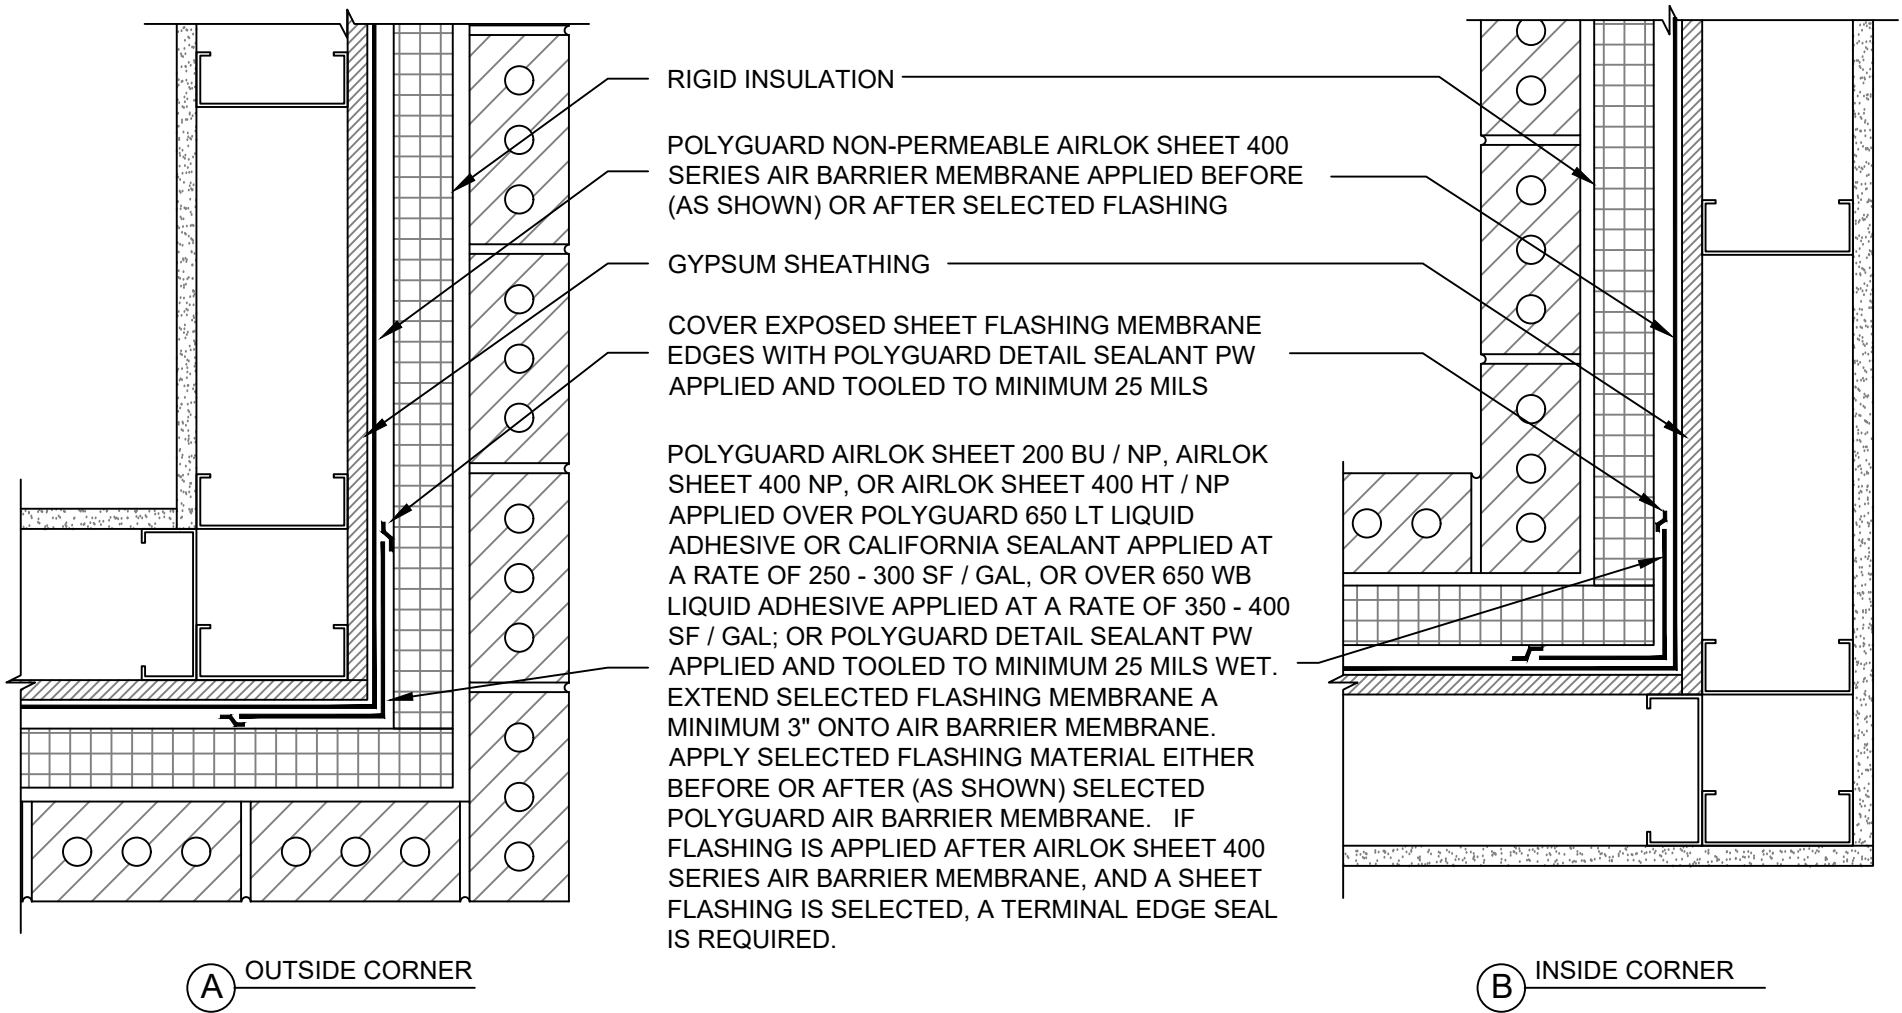 RIGID INSULATION
POLYGUARD NON-PERMEABLE AIRLOK SHEET 400
SERIES AIR BARRIER MEMBRANE APPLIED BEFORE
(AS SHOWN) OR AFTER SELECTED FLASHING
GYPSUM SHEATHING
COVER EXPOSED SHEET FLASHING MEMBRANE
EDGES WITH POLYGUARD DETAIL SEALANT PW
APPLIED AND TOOLED TO MINIMUM 25 MILS
POLYGUARD AIRLOK SHEET 200 BU / NP, AIRLOK
SHEET 400 NP, OR AIRLOK SHEET 400 HT / NP
APPLIED OVER POLYGUARD 650 LT LIQUID
ADHESIVE OR CALIFORNIA SEALANT APPLIED AT
A RATE OF 250 - 300 SF / GAL, OR OVER 650 WB
LIQUID ADHESIVE APPLIED AT A RATE OF 350 - 400
SF / GAL; OR POLYGUARD DETAIL SEALANT PW
APPLIED AND TOOLED TO MINIMUM 25 MILS WET.
EXTEND SELECTED FLASHING MEMBRANE A
MINIMUM 3" ONTO AIR BARRIER MEMBRANE.
APPLY SELECTED FLASHING MATERIAL EITHER
BEFORE OR AFTER (AS SHOWN) SELECTED
POLYGUARD AIR BARRIER MEMBRANE. IF
FLASHING IS APPLIED AFTER AIRLOK SHEET 400
SERIES AIR BARRIER MEMBRANE, AND A SHEET
FLASHING IS SELECTED, A TERMINAL EDGE SEAL
IS REQUIRED.
A OUTSIDE CORNER
B INSIDE CORNER